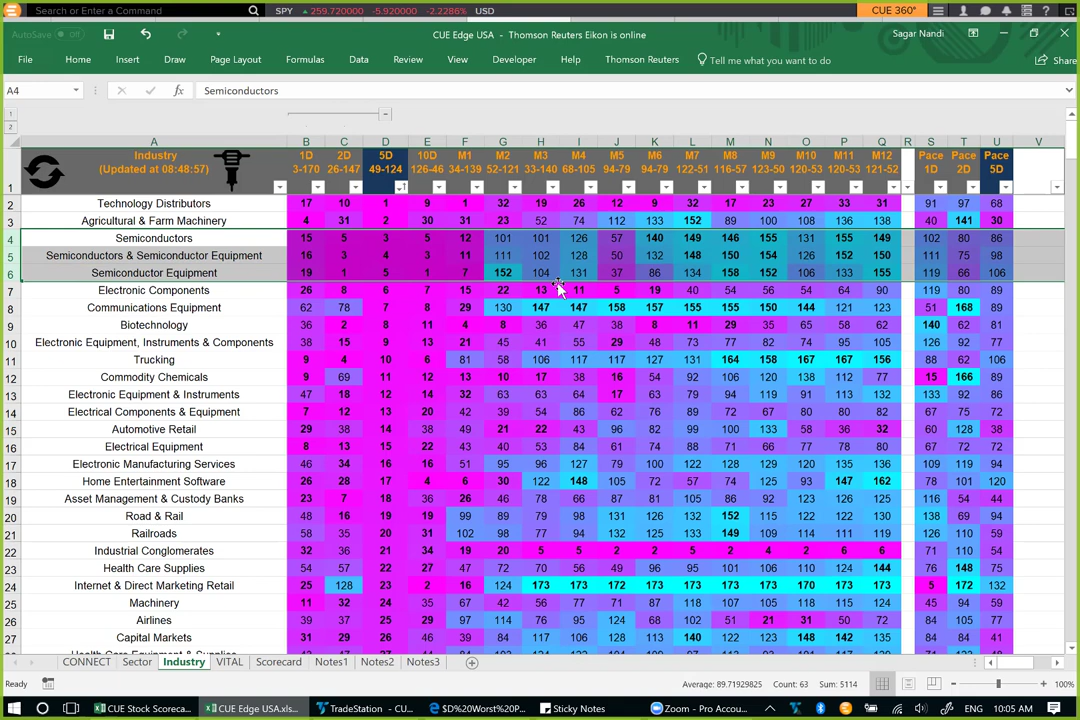 Search or Enter a Command SPY 259.720000 -5.920000 -2.2286% USD CUE 360°
AutoSave Off CUE Edge USA - Thomson Reuters Eikon is online Sagar Nandi
File Home Insert Draw Page Layout Formulas Data Review View Developer Help Thomson Reuters Tell me what you want to do Share
A4 fx Semiconductors
1
2
A B C D E F G H I J K L M N O P Q R S T U V
Industry 1D 2D 5D 10D M1 M2 M3 M4 M5 M6 M7 M8 M9 M10 M11 M12 Pace Pace Pace
(Updated at 08:48:57) 3-170 26-147 49-124 126-46 34-139 52-121 33-140 68-105 94-79 94-79 122-51 116-57 123-50 120-53 120-53 121-52 1D 2D 5D
1
2 Technology Distributors 17 10 1 9 1 32 19 26 12 9 32 17 23 27 33 31 91 97 68
3 Agricultural & Farm Machinery 4 31 2 30 31 23 52 74 112 133 152 89 100 108 136 138 40 141 30
4 Semiconductors 15 5 3 5 12 101 101 126 57 140 149 146 155 131 155 149 102 80 86
5 Semiconductors & Semiconductor Equipment 16 3 4 3 11 111 102 128 50 132 148 150 154 126 152 150 111 75 98
6 Semiconductor Equipment 19 1 5 1 7 152 104 131 37 86 134 158 152 106 133 155 119 66 106
7 Electronic Components 26 8 6 7 15 22 13 11 5 19 40 54 56 54 64 90 119 80 89
8 Communications Equipment 62 78 7 8 29 130 147 147 158 157 155 155 150 144 121 123 51 168 89
9 Biotechnology 36 2 8 11 4 8 36 47 38 8 11 29 35 65 58 62 140 62 81
10 Electronic Equipment, Instruments & Components 38 15 9 13 21 45 41 55 29 48 73 77 82 74 95 105 126 92 77
11 Trucking 9 4 10 6 81 58 106 117 117 127 131 164 158 167 167 156 88 62 106
12 Commodity Chemicals 9 69 11 12 13 10 17 38 16 54 92 106 120 138 112 77 15 166 89
13 Electronic Equipment & Instruments 47 18 12 14 32 63 63 64 17 63 79 94 119 91 113 132 133 92 86
14 Electrical Components & Equipment 7 12 13 20 42 39 54 86 62 76 89 72 67 80 80 82 67 75 72
15 Automotive Retail 29 38 14 38 49 21 22 43 96 82 99 100 133 58 36 32 60 128 38
16 Electrical Equipment 8 13 15 22 43 40 53 84 61 74 88 71 66 77 78 80 67 72 72
17 Electronic Manufacturing Services 46 34 16 16 51 95 96 127 79 100 122 128 129 120 135 136 109 119 94
18 Home Entertainment Software 26 28 17 4 6 30 122 148 105 72 57 74 125 93 147 162 78 101 120
19 Asset Management & Custody Banks 23 7 18 36 26 46 78 66 87 81 105 86 92 123 126 125 116 54 44
20 Road & Rail 48 16 19 19 99 89 79 98 131 126 132 152 115 122 122 122 138 69 94
21 Railroads 58 35 20 31 102 98 77 94 132 125 133 149 109 114 111 119 126 110 59
22 Industrial Conglomerates 32 36 21 34 19 20 5 5 2 2 5 2 4 2 6 6 71 110 54
23 Health Care Supplies 54 57 22 27 47 72 70 56 49 96 95 101 106 110 124 144 76 148 75
24 Internet & Direct Marketing Retail 25 128 23 2 16 124 173 173 172 173 173 173 173 170 173 173 5 172 132
25 Machinery 11 32 24 35 67 42 56 77 71 87 118 107 105 118 115 124 45 94 59
26 Airlines 39 37 25 29 97 114 76 95 124 68 102 51 21 31 50 72 84 105 77
27 Capital Markets 31 29 26 46 39 84 117 106 128 113 140 122 123 148 142 135 84 84 41
CONNECT Sector Industry VITAL Scorecard Notes1 Notes2 Notes3
Ready Average: 89.71929825 Count: 63 Sum: 5114 100%
CUE Stock Scoreca... CUE Edge USA.xls... TradeStation - CU... $D%Worst%P... Sticky Notes Zoom - Pro Accou... ENG 10:05 AM